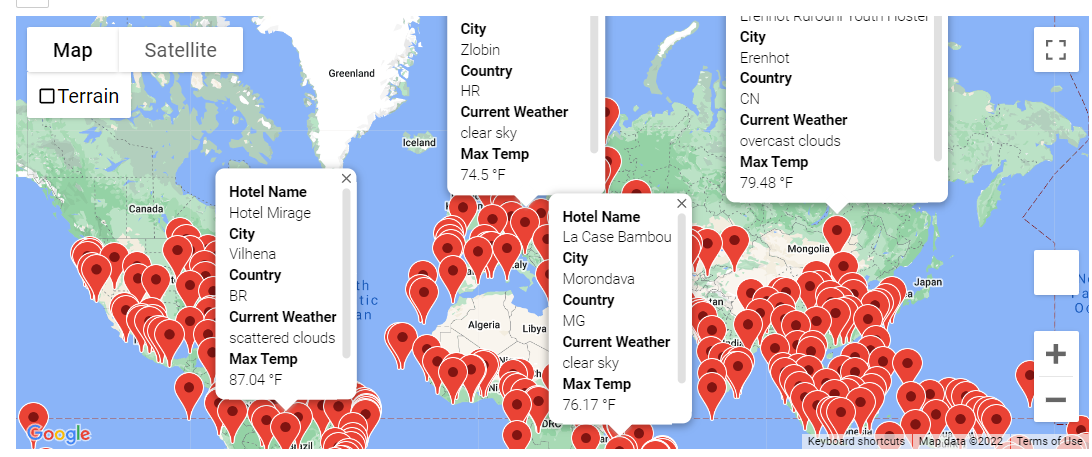 Map
Satellite
Terrain
Greenland
Iceland
Canada
City
Zlobin
Country
HR
Current Weather
clear sky
Max Temp
74.5 °F
Erenhot Rufouni Youth Hostel
City
Erenhot
Country
CN
Current Weather
overcast clouds
Max Temp
79.48 °F
Hotel Name
Hotel Mirage
City
Vilhena
Country
BR
Current Weather
scattered clouds
Max Temp
87.04 °F
Hotel Name
La Case Bambou
City
Morondava
Country
MG
Current Weather
clear sky
Max Temp
76.17 °F
Mongolia
Japan
Algeria
Libya
Google
Keyboard shortcuts
Map data ©2022
Terms of Use